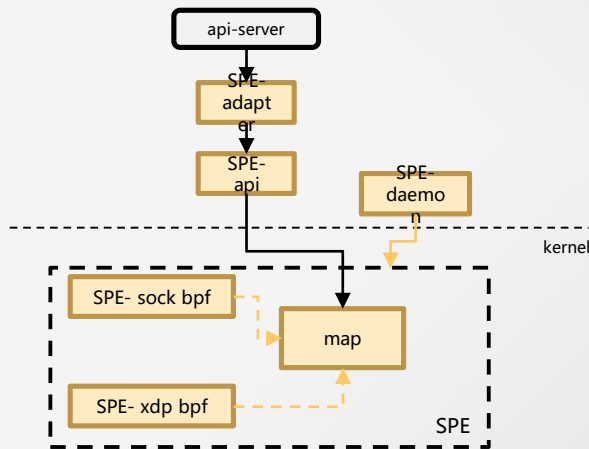 api-server
SPE-
adapt
er
SPE-
api
SPE-
daemo
n
kernel
SPE- sock bpf
map
SPE- xdp bpf
SPE